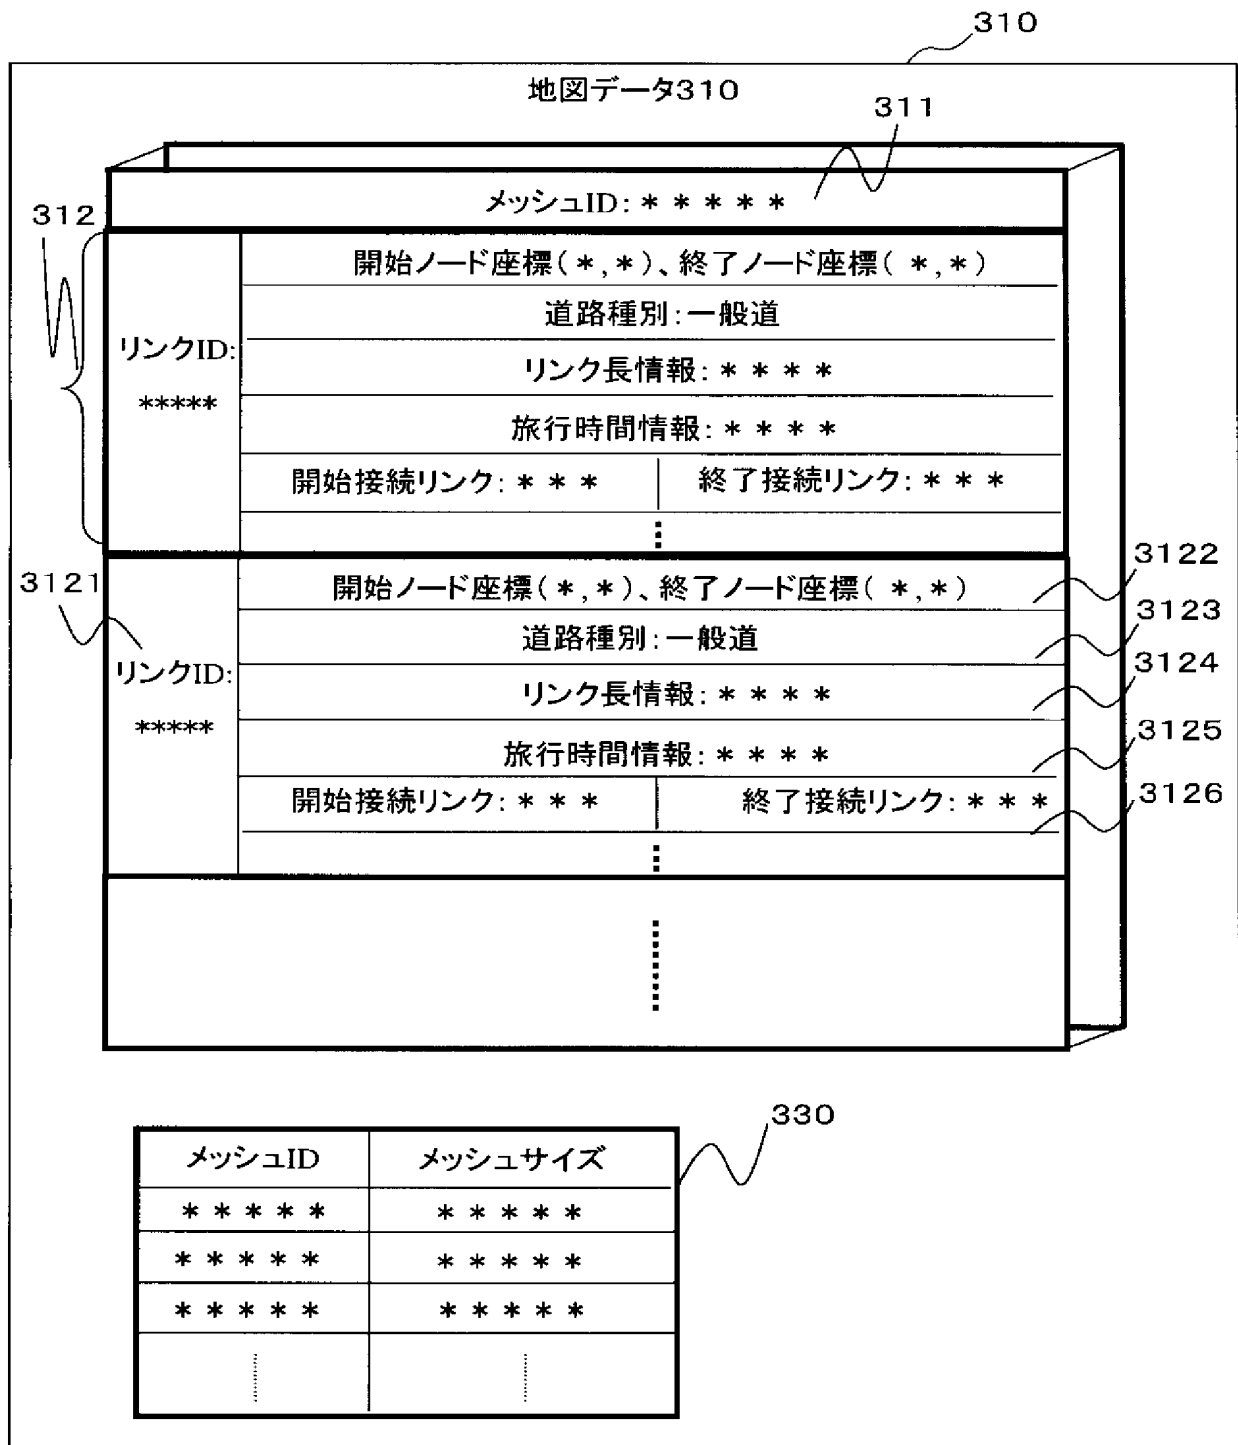 310
地図データ310
311
メッシュID:*****
312
開始ノード座標(*,*)、終了ノード座標(*,*)
道路種別:一般道
リンクID:
*****
リンク長情報:****
旅行時間情報:****
開始接続リンク:*** 終了接続リンク:***
3122
3121
開始ノード座標(*,*)、終了ノード座標(*,*)
3123
道路種別:一般道
リンクID:
*****
3124
リンク長情報:****
3125
旅行時間情報:****
3126
開始接続リンク:*** 終了接続リンク:***
330
メッシュID メッシュサイズ
***** *****
***** *****
***** *****